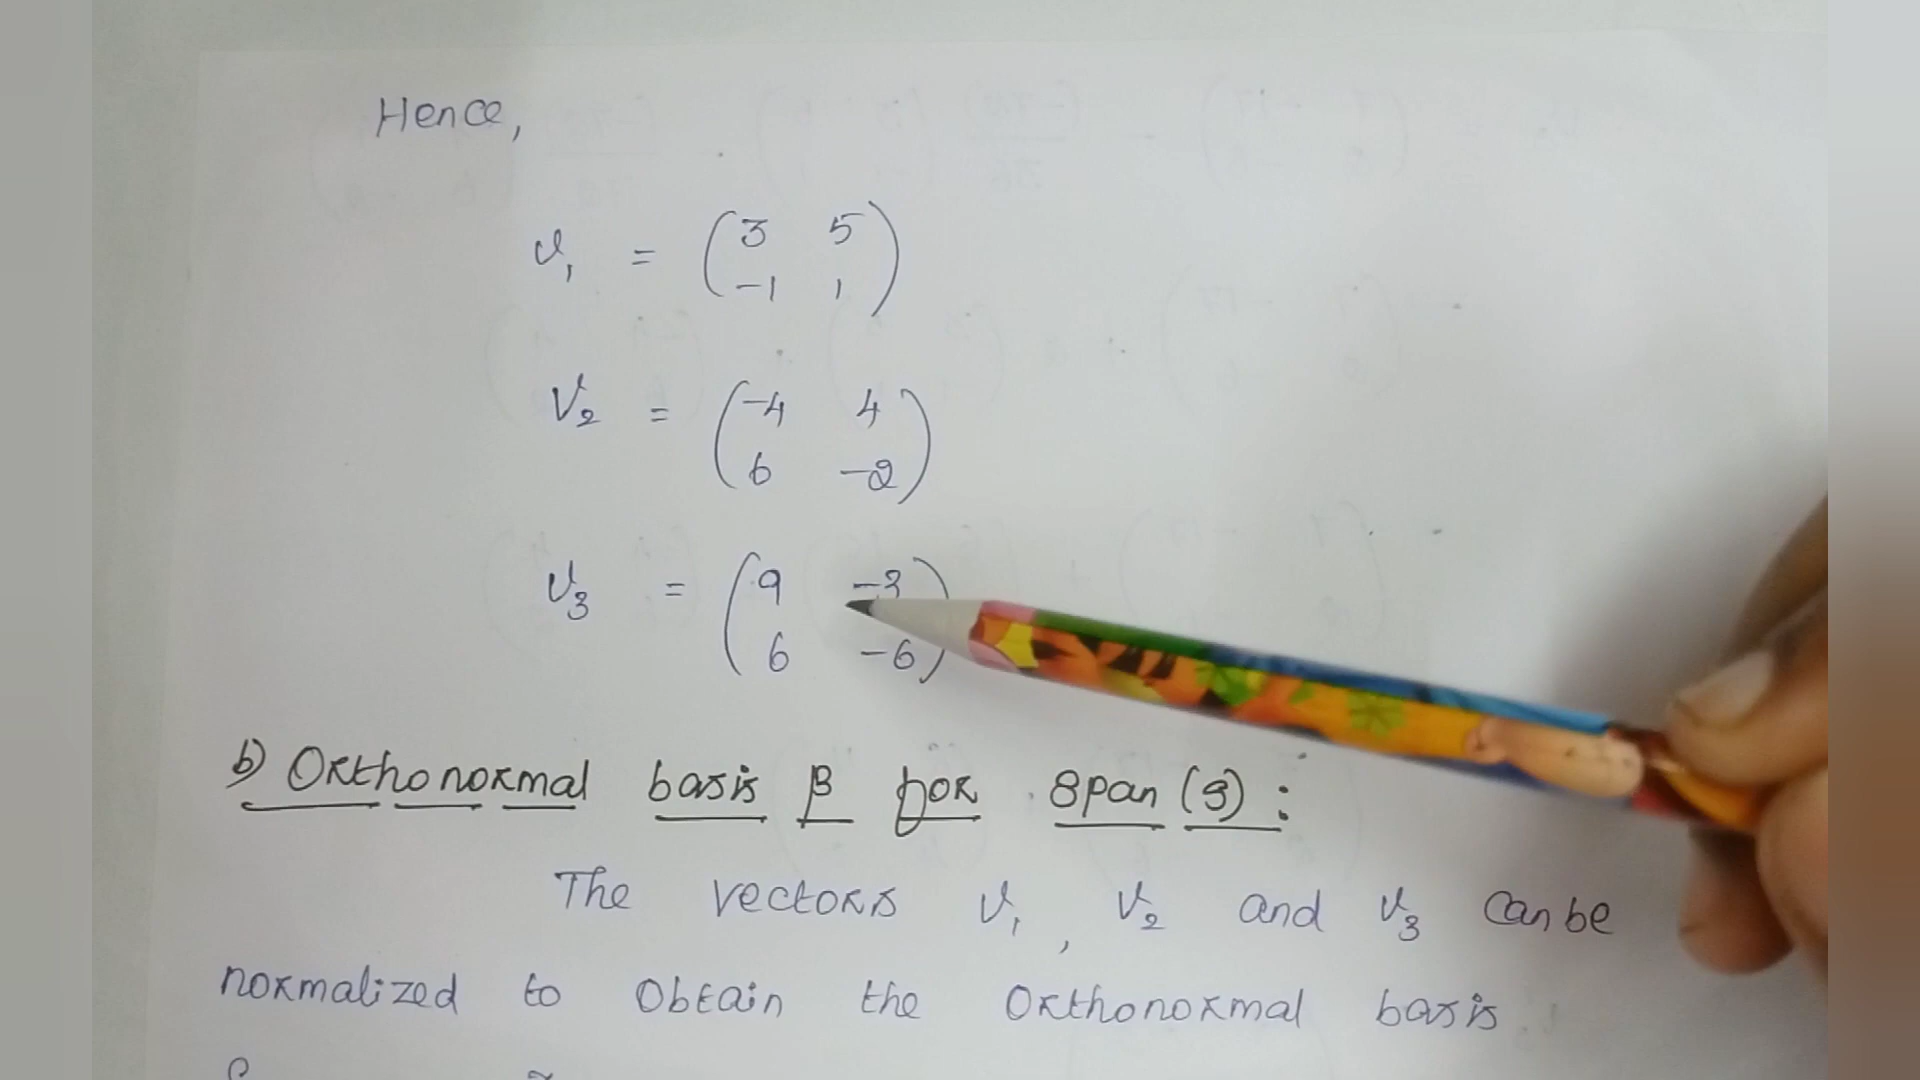 Hence,
v₁ = ( 3 5
-1 1 )
V₂ = ( -4 4
6 -2 )
v₃ = ( 9 -3
6 -6 )
b) Orthonormal basis β for span (S) :
The vectors v₁, v₂ and v₃ can be
normalized to obtain the orthonormal basis